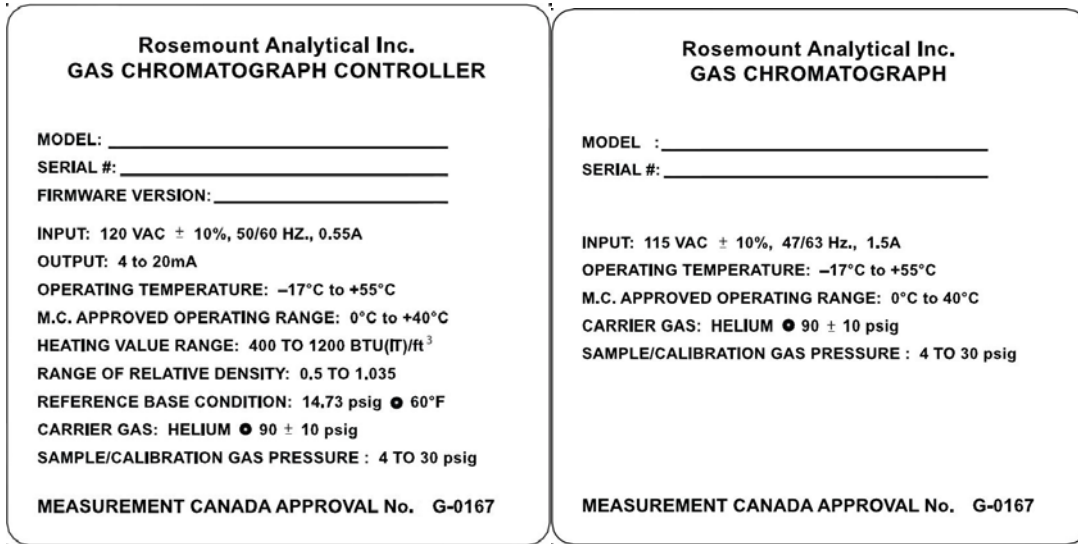 Rosemount Analytical Inc.
GAS CHROMATOGRAPH CONTROLLER
MODEL:
SERIAL #:
FIRMWARE VERSION:
INPUT: 120 VAC ± 10%, 50/60 HZ., 0.55A
OUTPUT: 4 to 20mA
OPERATING TEMPERATURE: –17°C to +55°C
M.C. APPROVED OPERATING RANGE: 0°C to +40°C
HEATING VALUE RANGE: 400 TO 1200 BTU(IT)/ft³
RANGE OF RELATIVE DENSITY: 0.5 TO 1.035
REFERENCE BASE CONDITION: 14.73 psig @ 60°F
CARRIER GAS: HELIUM @ 90 ± 10 psig
SAMPLE/CALIBRATION GAS PRESSURE : 4 TO 30 psig
MEASUREMENT CANADA APPROVAL No. G-0167
Rosemount Analytical Inc.
GAS CHROMATOGRAPH
MODEL :
SERIAL #:
INPUT: 115 VAC ± 10%, 47/63 Hz., 1.5A
OPERATING TEMPERATURE: –17°C to +55°C
M.C. APPROVED OPERATING RANGE: 0°C to 40°C
CARRIER GAS: HELIUM @ 90 ± 10 psig
SAMPLE/CALIBRATION GAS PRESSURE : 4 TO 30 psig
MEASUREMENT CANADA APPROVAL No. G-0167